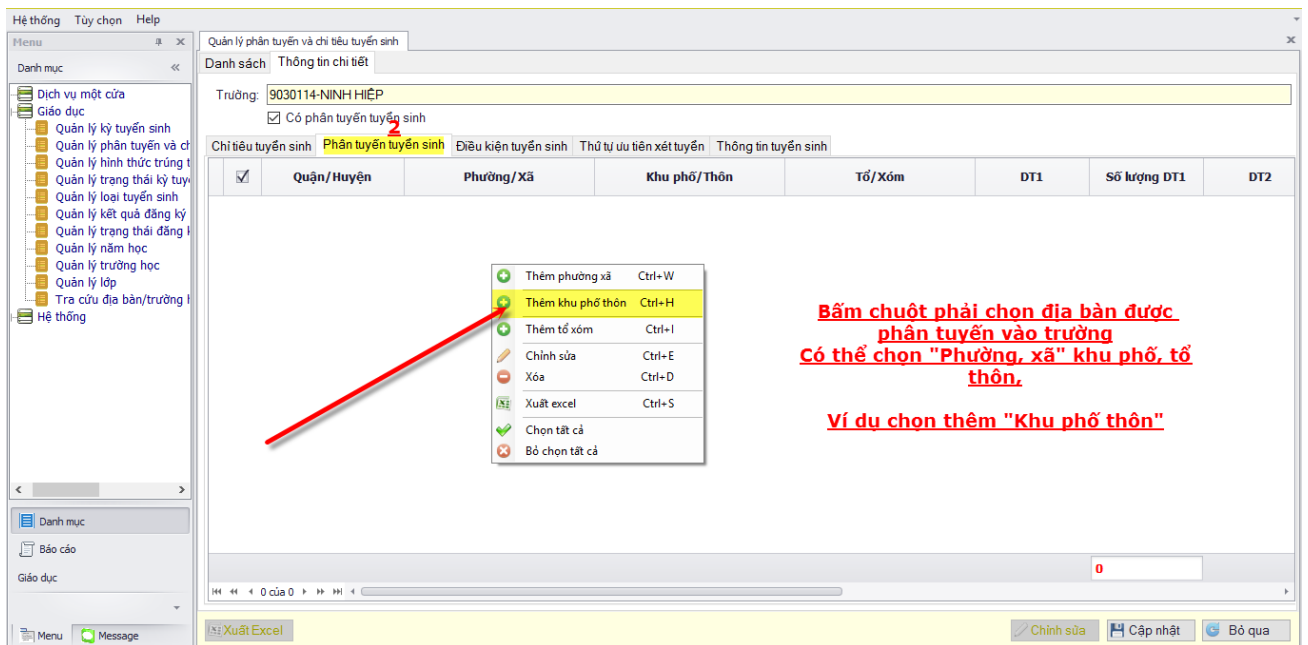 Hệ thống Tùy chọn Help
Menu
Danh mục
Dịch vụ một cửa
Giáo dục
Quản lý kỳ tuyển sinh
Quản lý phân tuyến và ch
Quản lý hình thức trúng t
Quản lý trạng thái kỳ tuy
Quản lý loại tuyển sinh
Quản lý kết quả đăng ký
Quản lý trạng thái đăng k
Quản lý năm học
Quản lý trường học
Quản lý lớp
Tra cứu địa bàn/trường h
Hệ thống
Danh mục
Báo cáo
Giáo dục
Menu Message
Quản lý phân tuyến và chi tiêu tuyển sinh
Danh sách Thông tin chi tiết
Trường: 9030114-NINH HIỆP
Có phân tuyến tuyển sinh
2
Chỉ tiêu tuyển sinh Phân tuyến tuyển sinh Điều kiện tuyển sinh Thứ tự ưu tiên xét tuyển Thông tin tuyển sinh
Quận/Huyện Phường/Xã Khu phố/Thôn Tổ/Xóm DT1 Số lượng DT1 DT2
Thêm phường xã Ctrl+W
Thêm khu phố thôn Ctrl+H
Thêm tổ xóm Ctrl+I
Chỉnh sửa Ctrl+E
Xóa Ctrl+D
Xuất excel Ctrl+S
Chọn tất cả
Bỏ chọn tất cả
Bấm chuột phải chọn địa bàn được
phân tuyến vào trường
Có thể chọn "Phường, xã" khu phố, tổ
thôn,
Ví dụ chọn thêm "Khu phố thôn"
0
0 của 0
Xuất Excel Chỉnh sửa Cập nhật Bỏ qua